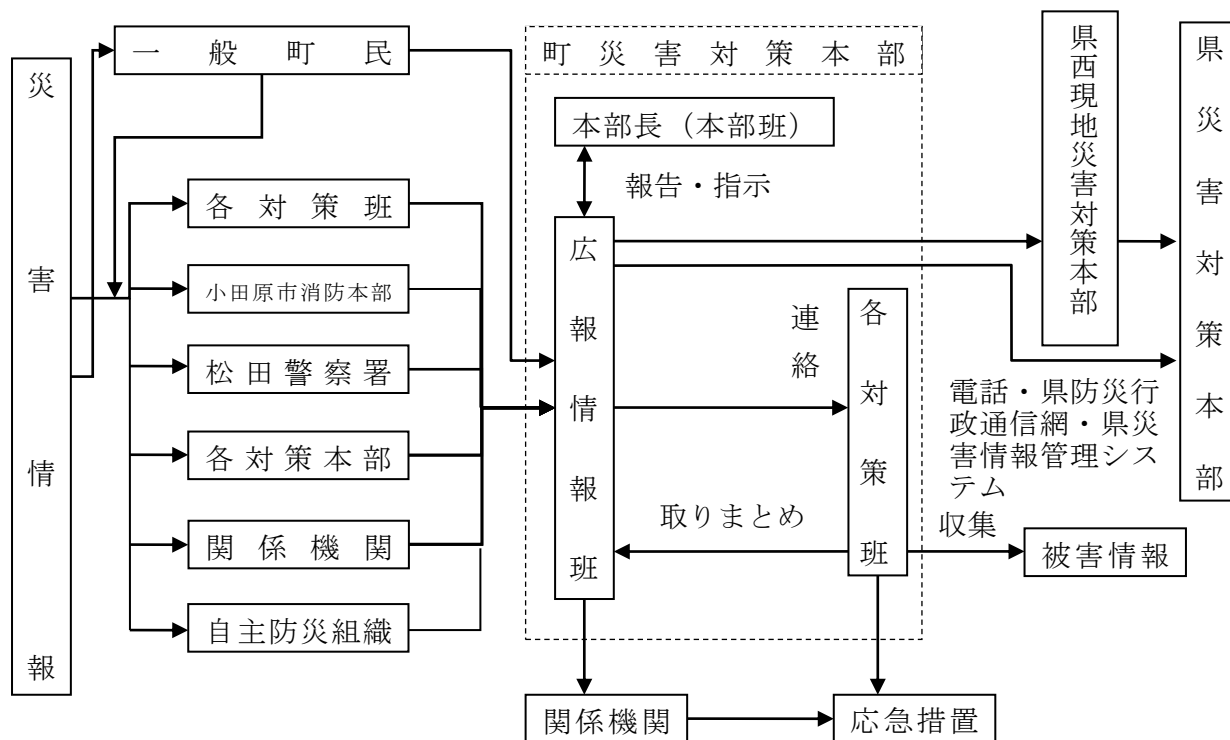 災害情報
一般町民
各対策班
小田原市消防本部
松田警察署
各対策本部
関係機関
自主防災組織
町災害対策本部
本部長（本部班）
報告・指示
広報情報班
連絡
各対策班
取りまとめ
関係機関
応急措置
県西現地災害対策本部
県災害対策本部
電話・県防災行
政通信網・県災
害情報管理シス
テム
収集
被害情報